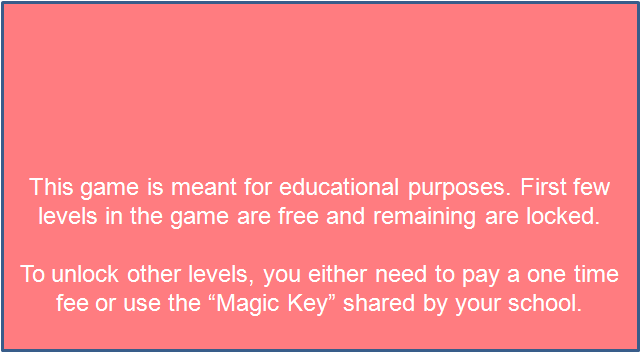 This game is meant for educational purposes. First few
levels in the game are free and remaining are locked.
To unlock other levels, you either need to pay a one time
fee or use the “Magic Key” shared by your school.